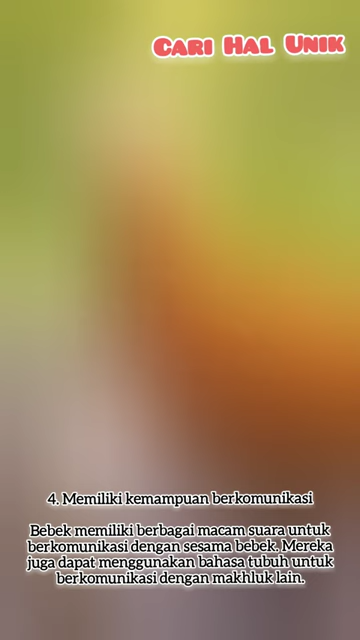 Cari Hal Unik
4. Memiliki kemampuan berkomunikasi
Bebek memiliki berbagai macam suara untuk
berkomunikasi dengan sesama bebek. Mereka
juga dapat menggunakan bahasa tubuh untuk
berkomunikasi dengan makhluk lain.